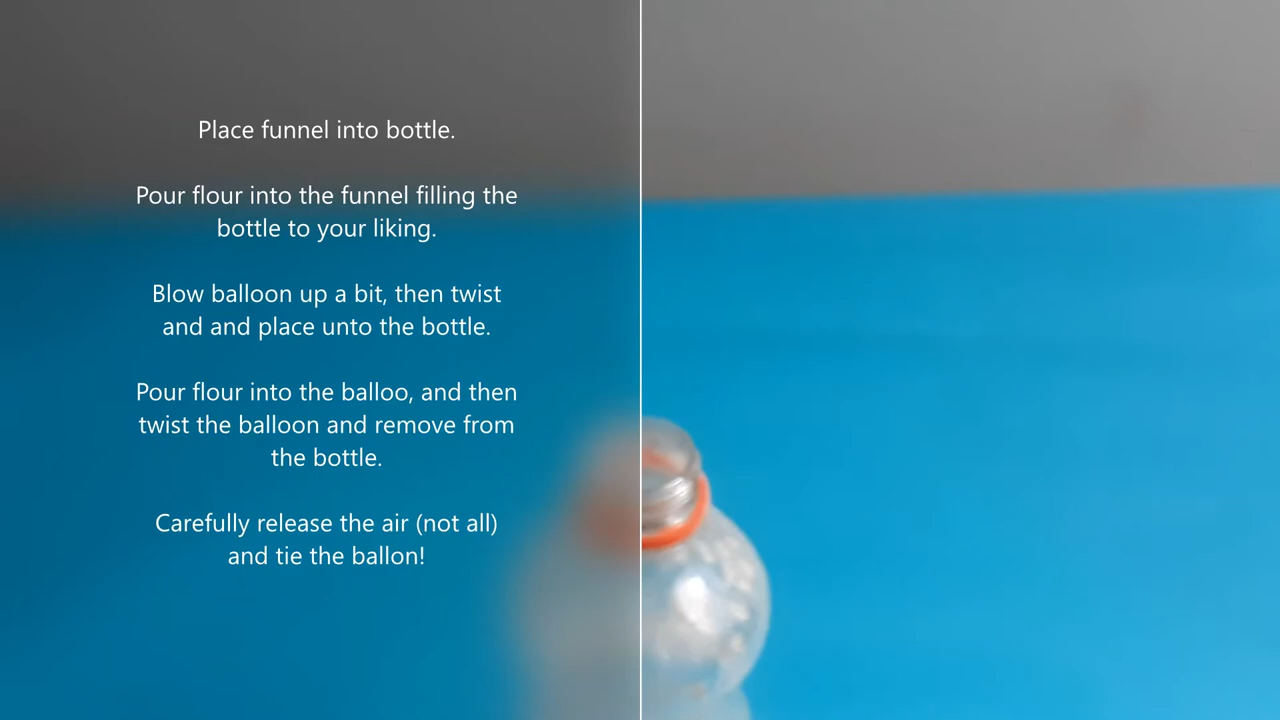 Place funnel into bottle.
Pour flour into the funnel filling the
bottle to your liking.
Blow balloon up a bit, then twist
and and place unto the bottle.
Pour flour into the balloo, and then
twist the balloon and remove from
the bottle.
Carefully release the air (not all)
and tie the ballon!